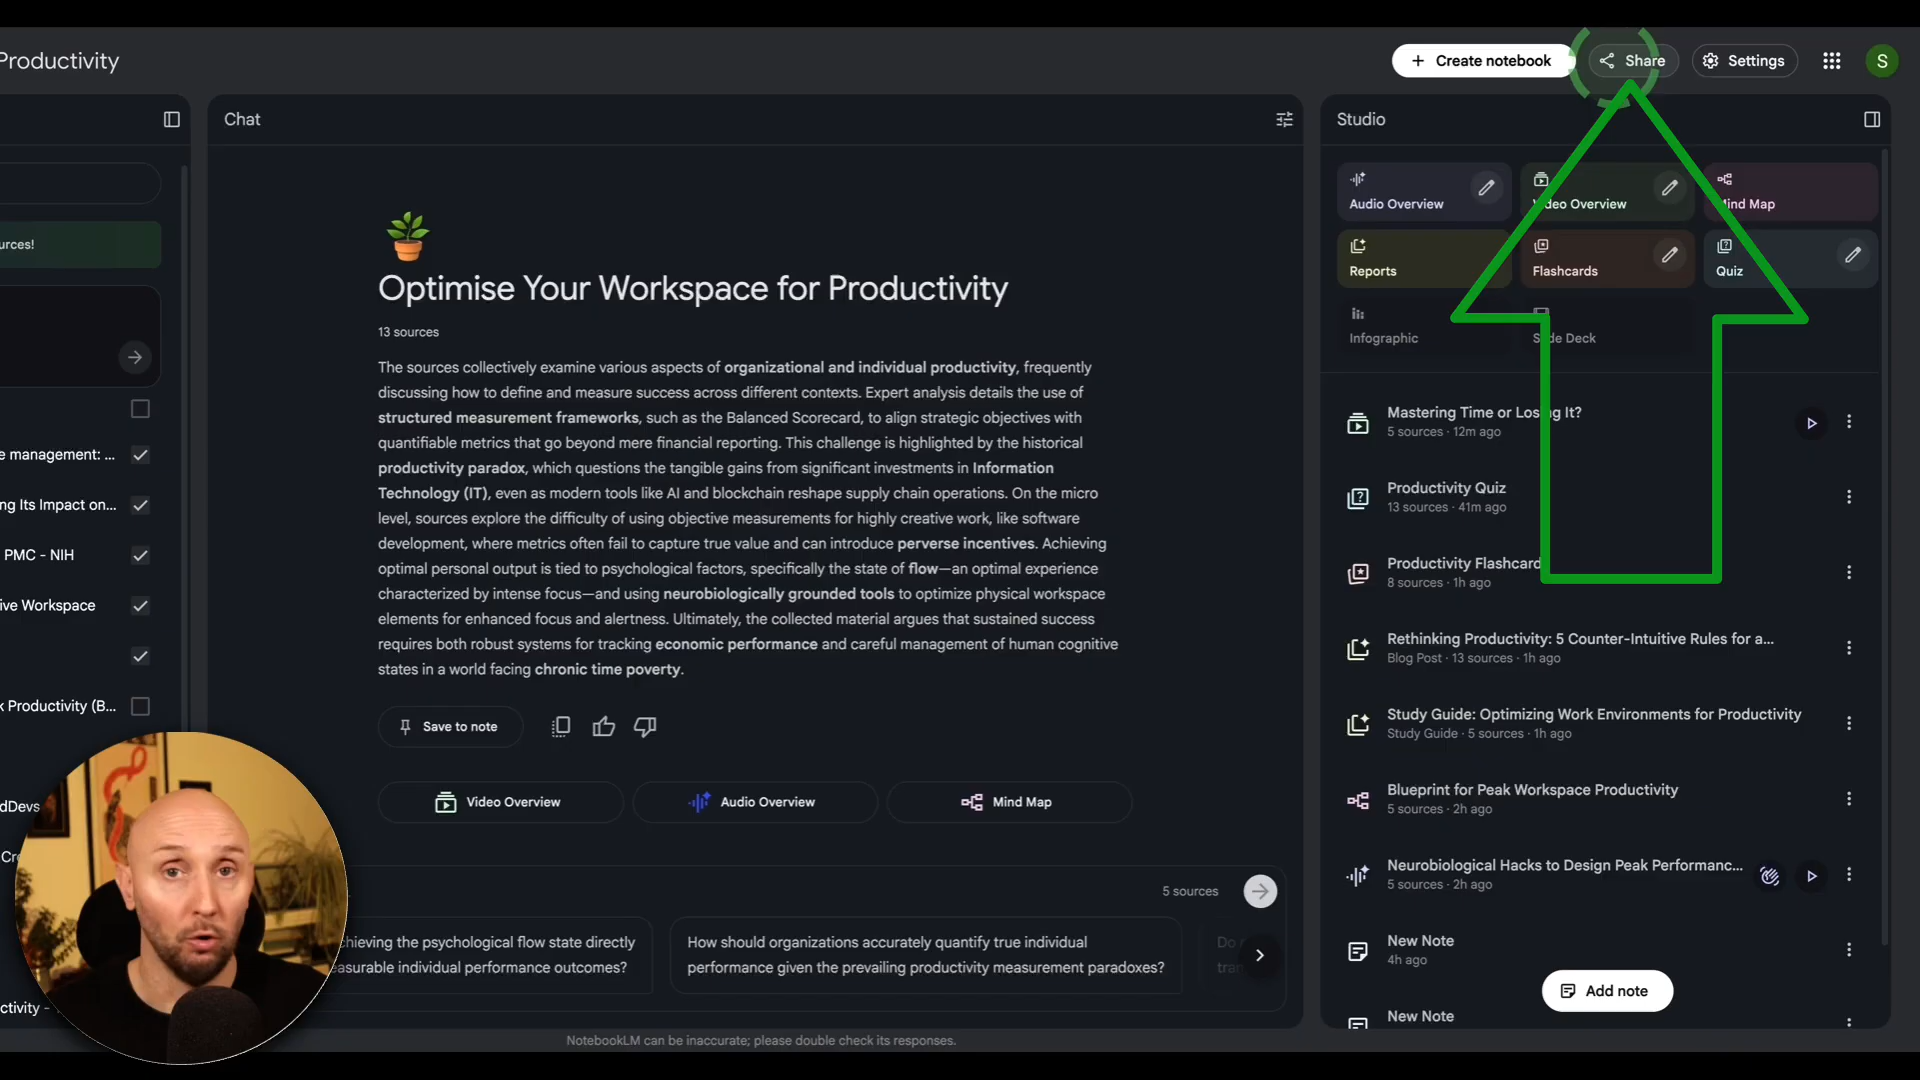 Productivity
Create notebook
Share
Settings
S
Chat
Studio
urces!
e management: ...
ng Its Impact on...
PMC - NIH
ive Workspace
k Productivity (B...
dDevs
Cr
ctivity -
Optimise Your Workspace for Productivity
13 sources
The sources collectively examine various aspects of organizational and individual productivity, frequently
discussing how to define and measure success across different contexts. Expert analysis details the use of
structured measurement frameworks, such as the Balanced Scorecard, to align strategic objectives with
quantifiable metrics that go beyond mere financial reporting. This challenge is highlighted by the historical
productivity paradox, which questions the tangible gains from significant investments in Information
Technology (IT), even as modern tools like AI and blockchain reshape supply chain operations. On the micro
level, sources explore the difficulty of using objective measurements for highly creative work, like software
development, where metrics often fail to capture true value and can introduce perverse incentives. Achieving
optimal personal output is tied to psychological factors, specifically the state of flow—an optimal experience
characterized by intense focus—and using neurobiologically grounded tools to optimize physical workspace
elements for enhanced focus and alertness. Ultimately, the collected material argues that sustained success
requires both robust systems for tracking economic performance and careful management of human cognitive
states in a world facing chronic time poverty.
Save to note
Video Overview
Audio Overview
Mind Map
5 sources
chieving the psychological flow state directly
easurable individual performance outcomes?
How should organizations accurately quantify true individual
performance given the prevailing productivity measurement paradoxes?
NotebookLM can be inaccurate; please double check its responses.
Audio Overview
Video Overview
Mind Map
Reports
Flashcards
Quiz
Infographic
Slide Deck
Mastering Time or Losing It?
5 sources · 12m ago
Productivity Quiz
13 sources · 41m ago
Productivity Flashcard
8 sources · 1h ago
Rethinking Productivity: 5 Counter-Intuitive Rules for a...
Blog Post · 13 sources · 1h ago
Study Guide: Optimizing Work Environments for Productivity
Study Guide · 5 sources · 1h ago
Blueprint for Peak Workspace Productivity
5 sources · 2h ago
Neurobiological Hacks to Design Peak Performanc...
5 sources · 2h ago
New Note
4h ago
Add note
New Note